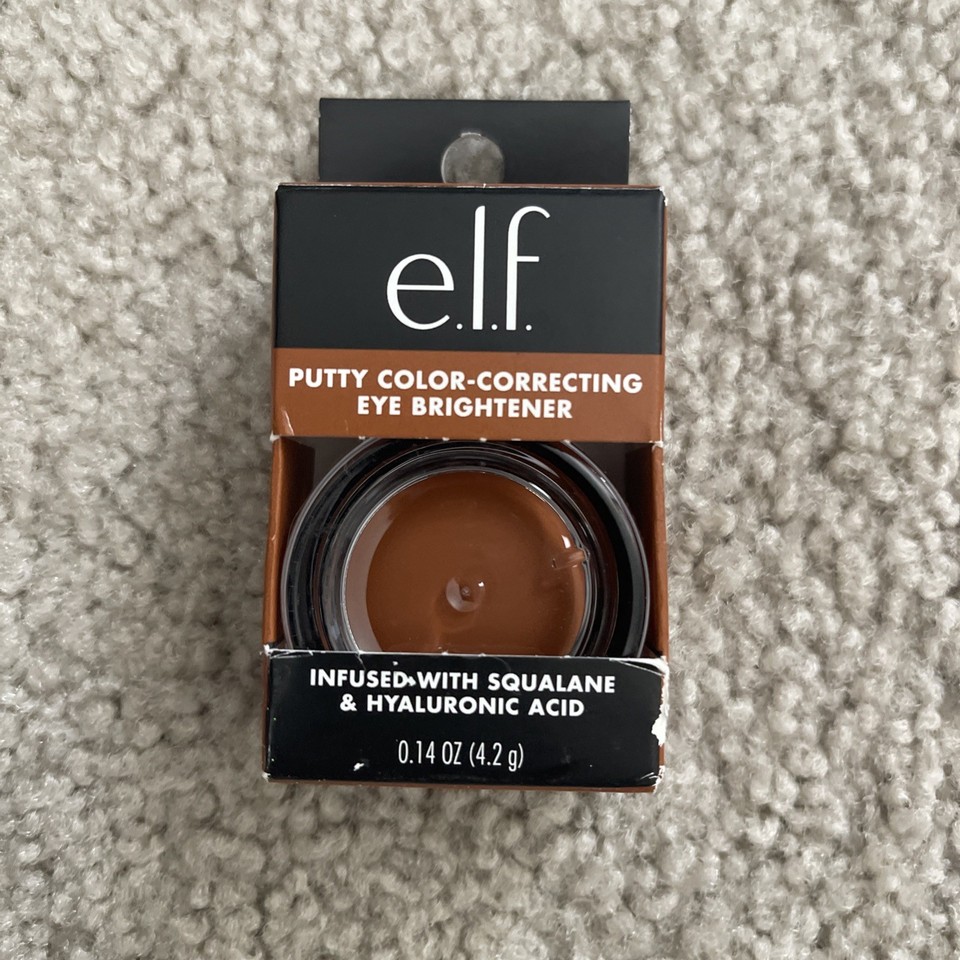 e.l.f.
PUTTY COLOR-CORRECTING
EYE BRIGHTENER
INFUSED WITH SQUALANE
& HYALURONIC ACID
0.14 OZ (4.2 g)